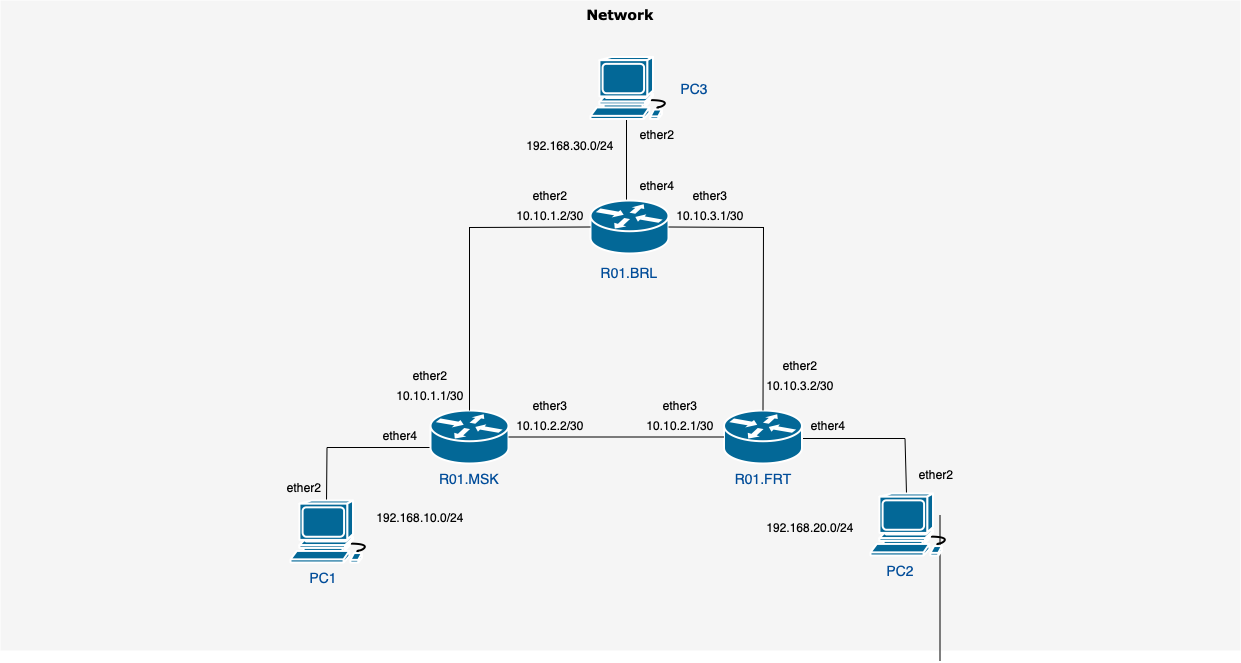 Network
PC3
ether2
192.168.30.0/24
ether4
ether2
ether3
10.10.1.2/30
10.10.3.1/30
R01.BRL
ether2
10.10.1.1/30
ether2
10.10.3.2/30
ether3
10.10.2.2/30
ether3
10.10.2.1/30
ether4
ether4
R01.MSK
R01.FRT
ether2
192.168.10.0/24
PC1
ether2
192.168.20.0/24
PC2